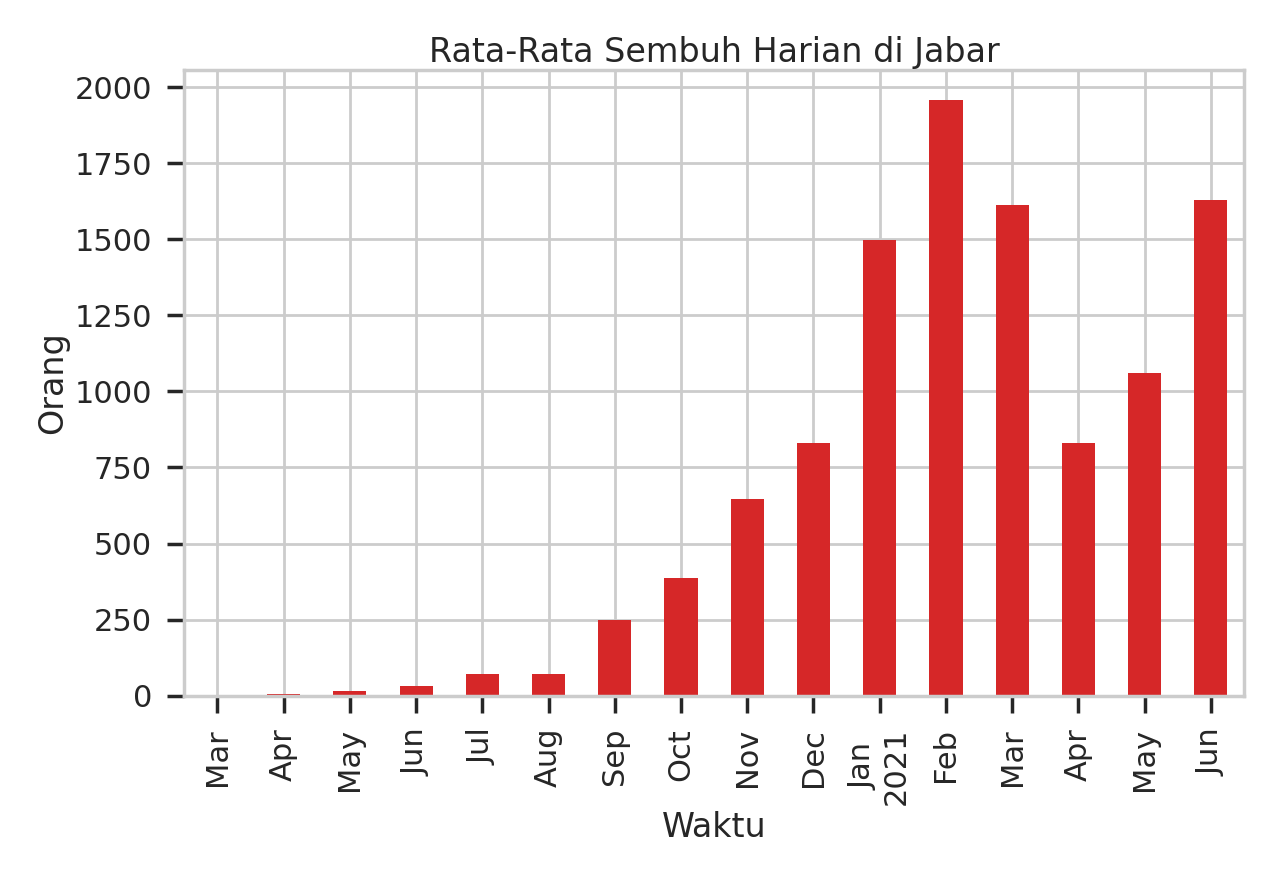 Rata-Rata Sembuh Harian di Jabar
2000
1750
1500
1250
1000
750
500
250
0
Orang
Mar
Apr
May
Jun
Jul
Aug
Sep
Oct
Nov
Dec
Jan
2021
Feb
Mar
Apr
May
Jun
Waktu